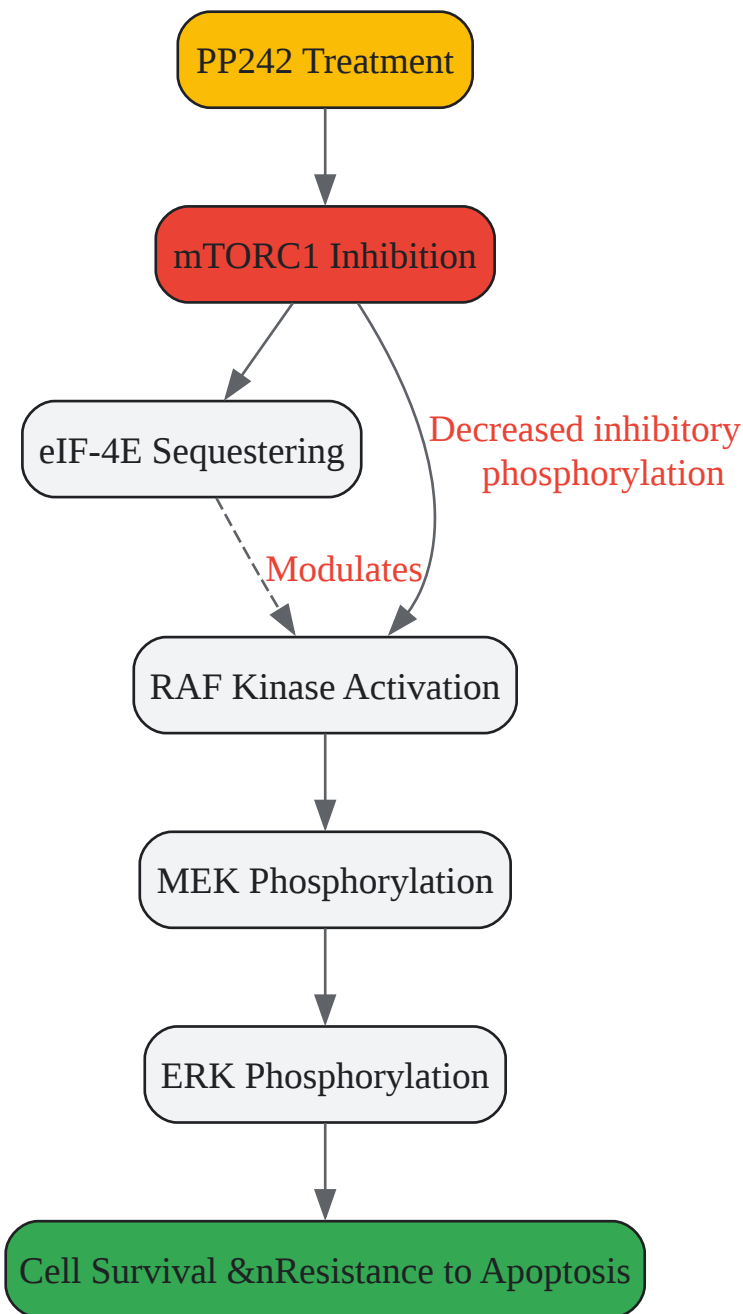 PP242 Treatment
mTORC1 Inhibition
Decreased inhibitory
phosphorylation
eIF-4E Sequestering
Modulates
RAF Kinase Activation
MEK Phosphorylation
ERK Phosphorylation
Cell Survival &nResistance to Apoptosis